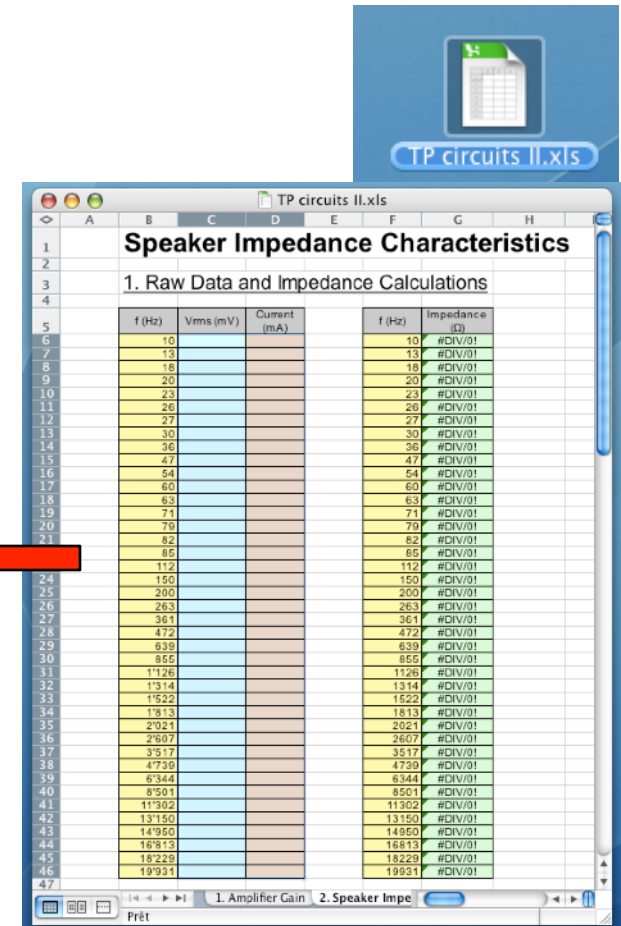 TP circuits II.xls
TP circuits II.xls
A B C D E F G H
1 Speaker Impedance Characteristics
2
3 1. Raw Data and Impedance Calculations
4
5 f (Hz) Vrms (mV) Current (mA) f (Hz) Impedance (Ω)
6 10 10 #DIV/0!
7 13 13 #DIV/0!
8 18 18 #DIV/0!
9 20 20 #DIV/0!
10 23 23 #DIV/0!
11 26 26 #DIV/0!
12 27 27 #DIV/0!
13 30 30 #DIV/0!
14 36 36 #DIV/0!
15 47 47 #DIV/0!
16 54 54 #DIV/0!
17 60 60 #DIV/0!
18 63 63 #DIV/0!
19 71 71 #DIV/0!
20 79 79 #DIV/0!
21 82 82 #DIV/0!
85 85 #DIV/0!
112 112 #DIV/0!
24 150 150 #DIV/0!
25 200 200 #DIV/0!
26 263 263 #DIV/0!
27 361 361 #DIV/0!
28 472 472 #DIV/0!
29 639 639 #DIV/0!
30 855 855 #DIV/0!
31 1'126 1126 #DIV/0!
32 1'314 1314 #DIV/0!
33 1'522 1522 #DIV/0!
34 1'813 1813 #DIV/0!
35 2'021 2021 #DIV/0!
36 2'607 2607 #DIV/0!
37 3'517 3517 #DIV/0!
38 4'739 4739 #DIV/0!
39 6'344 6344 #DIV/0!
40 8'501 8501 #DIV/0!
41 11'302 11302 #DIV/0!
42 13'150 13150 #DIV/0!
43 14'950 14950 #DIV/0!
44 16'813 16813 #DIV/0!
45 18'229 18229 #DIV/0!
46 19'931 19931 #DIV/0!
47
1. Amplifier Gain 2. Speaker Impe
Prêt